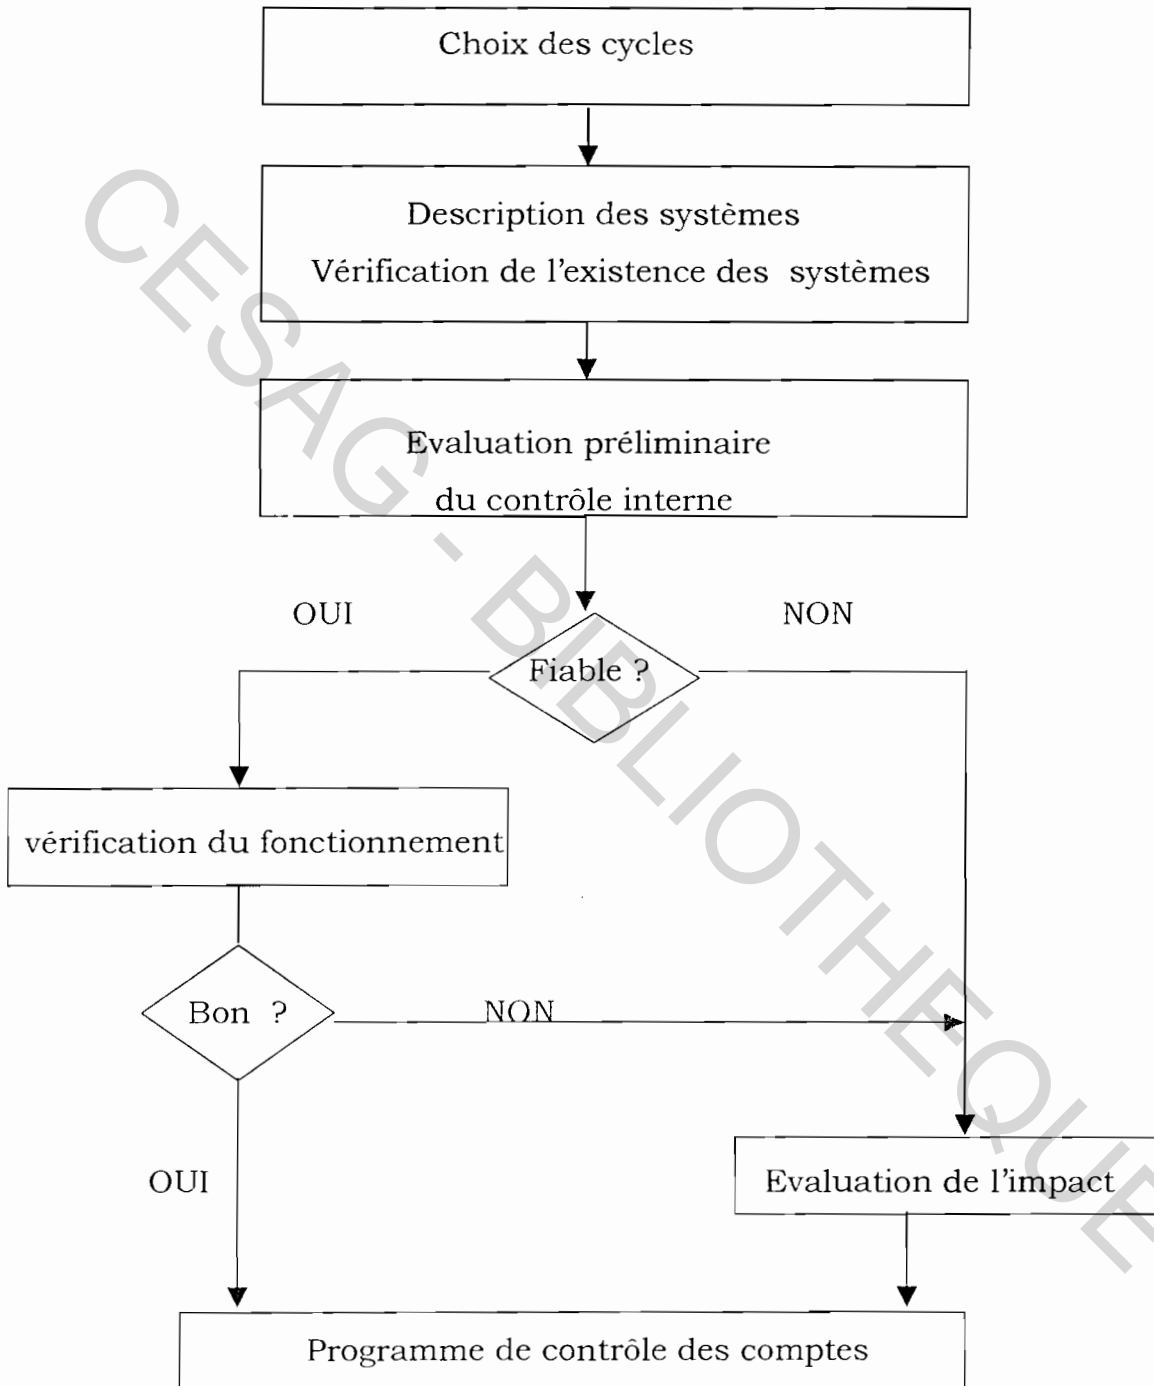 Choix des cycles
Description des systèmes
Vérification de l'existence des systèmes
Evaluation préliminaire
du contrôle interne
OUI
NON
Fiable ?
vérification du fonctionnement
Bon ?
NON
OUI
Evaluation de l'impact
Programme de contrôle des comptes
CESAG - BIBLIOTHEQUE